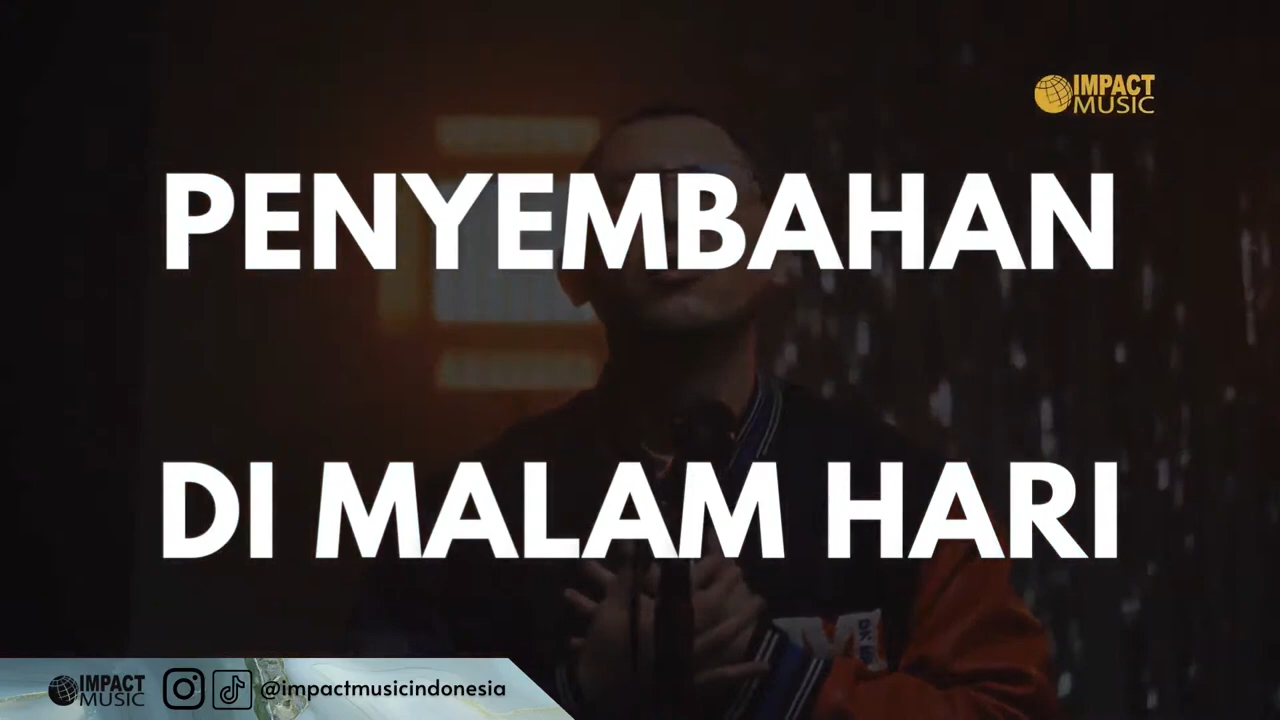 IMPACT
MUSIC
PENYEMBAHAN
DI MALAM HARI
IMPACT
MUSIC
@impactmusicindonesia